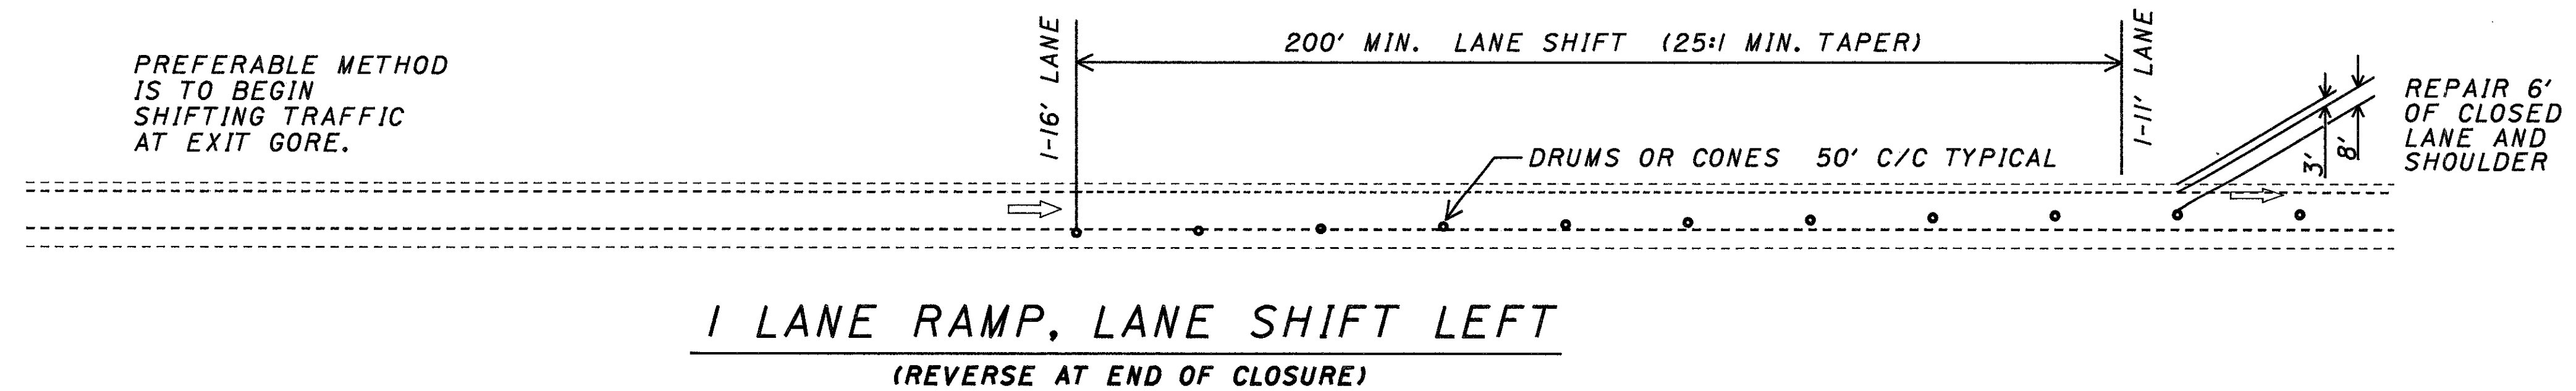 PREFERABLE METHOD
IS TO BEGIN
SHIFTING TRAFFIC
AT EXIT GORE.
1-16' LANE
200' MIN. LANE SHIFT (25:1 MIN. TAPER)
1-11' LANE
3'
8'
REPAIR 6'
OF CLOSED
LANE AND
SHOULDER
DRUMS OR CONES 50' C/C TYPICAL
1 LANE RAMP, LANE SHIFT LEFT
(REVERSE AT END OF CLOSURE)